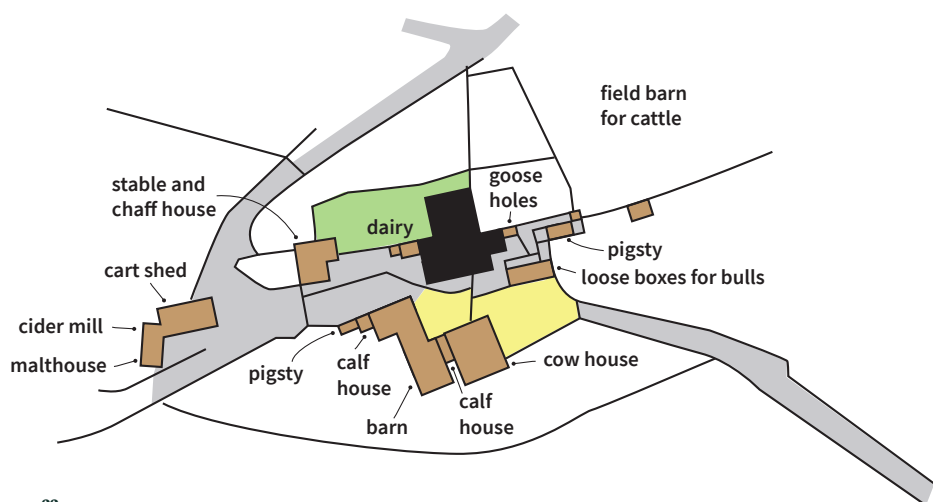 field barn
for cattle
stable and
chaff house
goose
holes
dairy
pigsty
loose boxes for bulls
cart shed
cider mill
malthouse
pigsty
calf
house
cow house
barn
calf
house